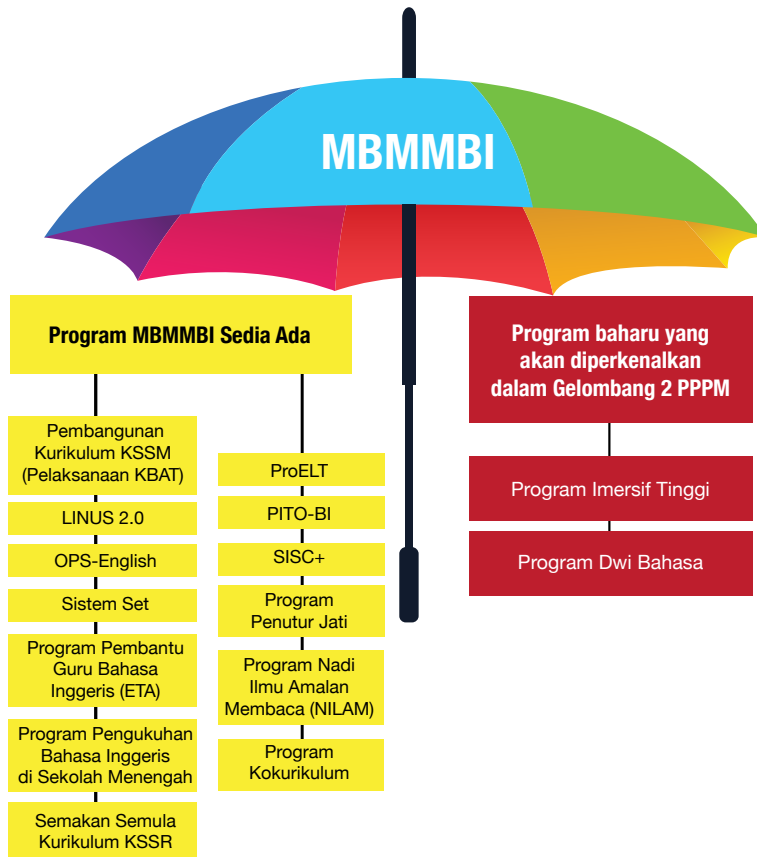 MBMMBI
Program MBMMBI Sedia Ada
Pembangunan
Kurikulum KSSM
(Pelaksanaan KBAT)
LINUS 2.0
OPS-English
Sistem Set
Program Pembantu
Guru Bahasa
Inggeris (ETA)
Program Pengukuhan
Bahasa Inggeris
di Sekolah Menengah
Semakan Semula
Kurikulum KSSR
ProELT
PITO-BI
SISC+
Program
Penutur Jati
Program Nadi
Ilmu Amalan
Membaca (NILAM)
Program
Kokurikulum
Program baharu yang
akan diperkenalkan
dalam Gelombang 2 PPPM
Program Imersif Tinggi
Program Dwi Bahasa